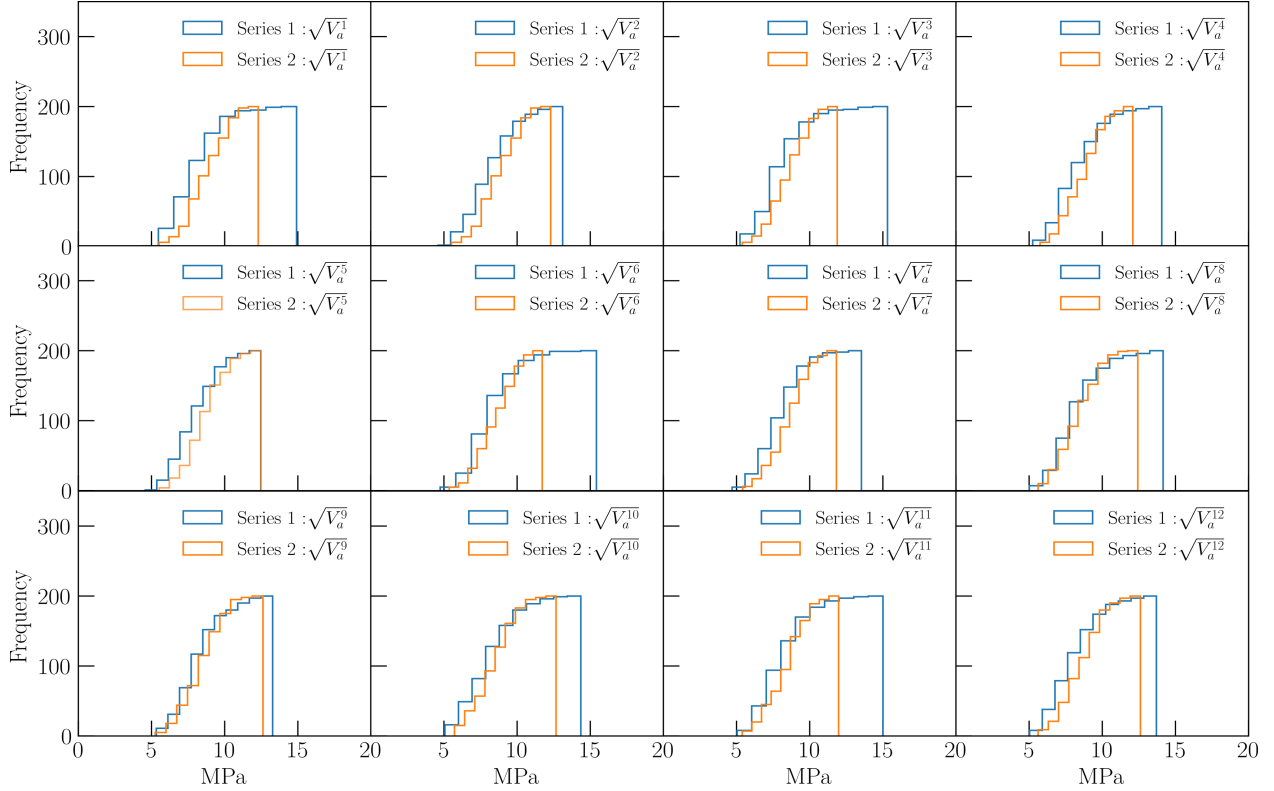 Series 1 : √V_a^1 Series 1 : √V_a^2 Series 1 : √V_a^3 Series 1 : √V_a^4
Series 2 : √V_a^1 Series 2 : √V_a^2 Series 2 : √V_a^3 Series 2 : √V_a^4
300
200
100
0
Frequency
Series 1 : √V_a^5 Series 1 : √V_a^6 Series 1 : √V_a^7 Series 1 : √V_a^8
Series 2 : √V_a^5 Series 2 : √V_a^6 Series 2 : √V_a^7 Series 2 : √V_a^8
300
200
100
0
Frequency
Series 1 : √V_a^9 Series 1 : √V_a^10 Series 1 : √V_a^11 Series 1 : √V_a^12
Series 2 : √V_a^9 Series 2 : √V_a^10 Series 2 : √V_a^11 Series 2 : √V_a^12
300
200
100
0
Frequency
0 5 10 15 20 5 10 15 20 5 10 15 20 5 10 15 20
MPa MPa MPa MPa